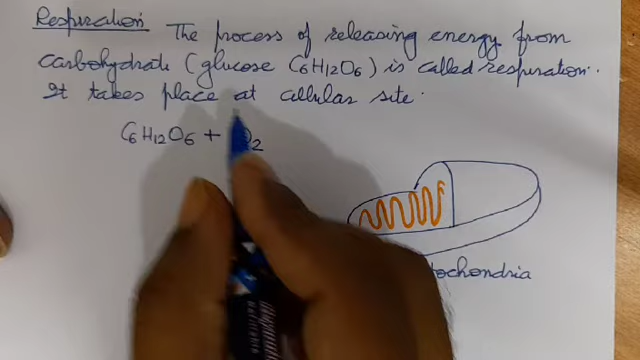 Respiration The process of releasing energy from
carbohydrate (glucose C6H12O6) is called respiration.
It takes place at cellular site.
C6H12O6 + O2